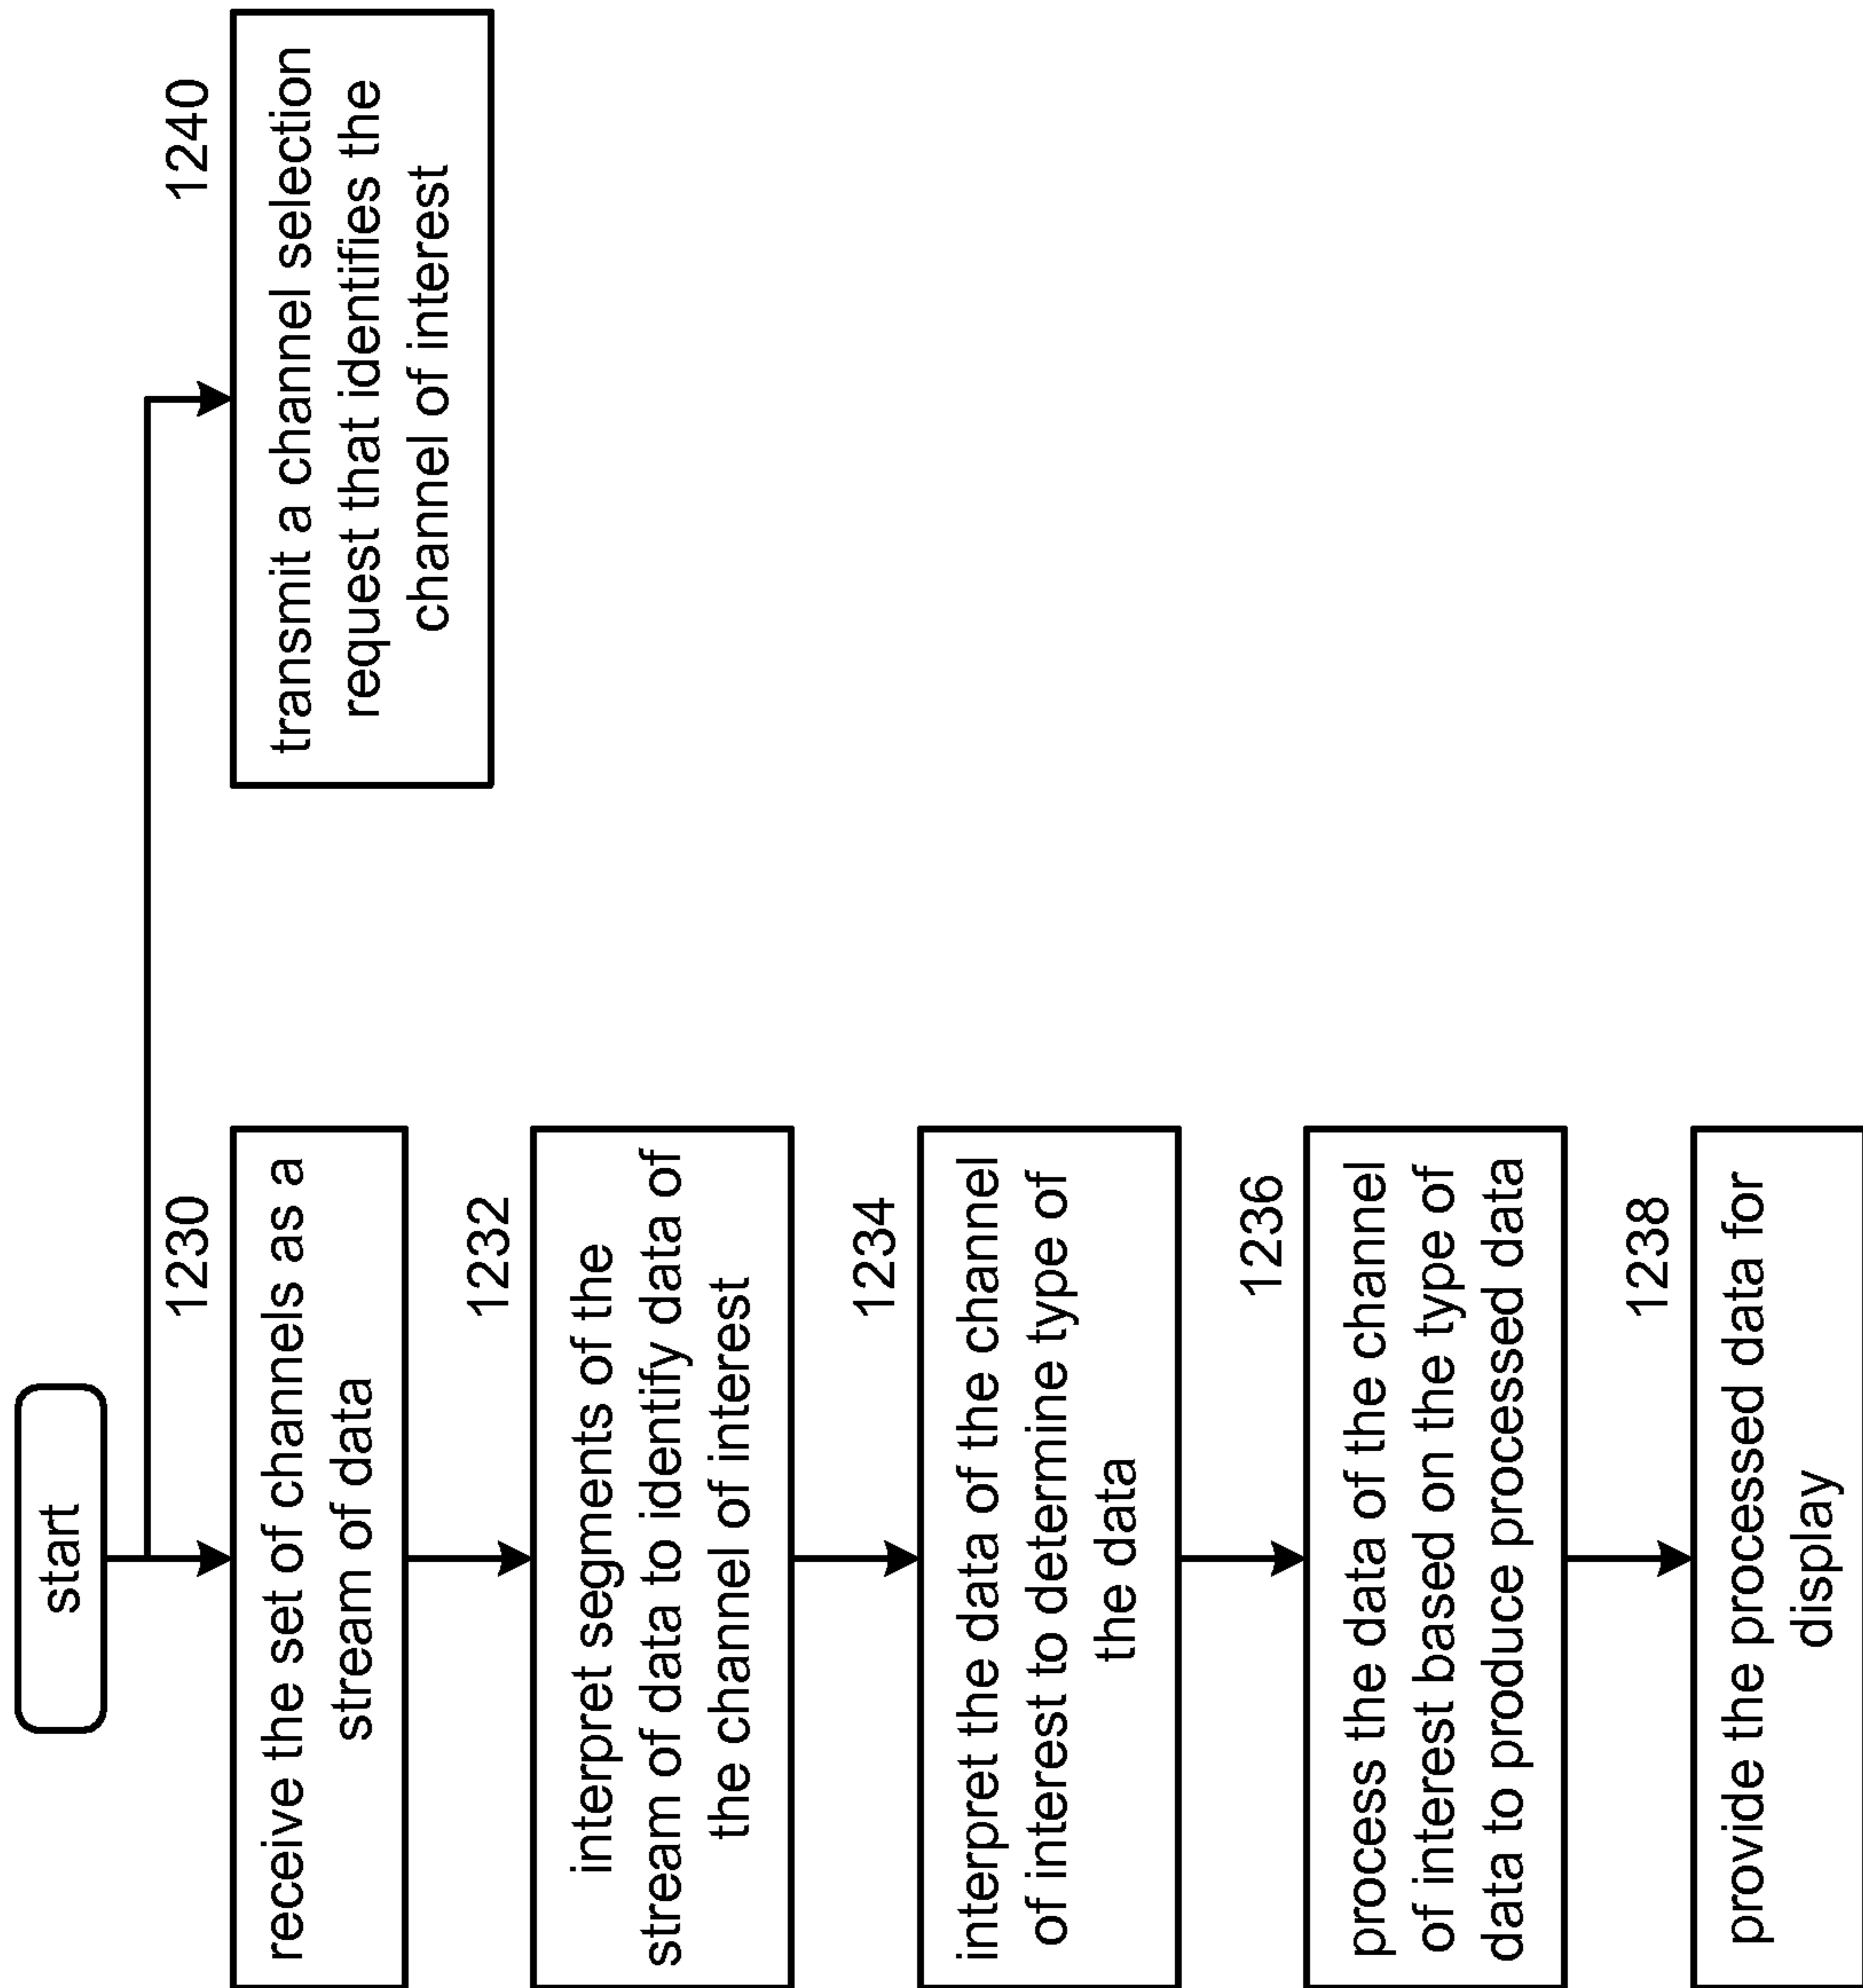 start
1230
receive the set of channels as a
stream of data
1232
interpret segments of the
stream of data to identify data of
the channel of interest
1234
interpret the data of the channel
of interest to determine type of
the data
1236
process the data of the channel
of interest based on the type of
data to produce processed data
1238
provide the processed data for
display
1240
transmit a channel selection
request that identifies the
channel of interest